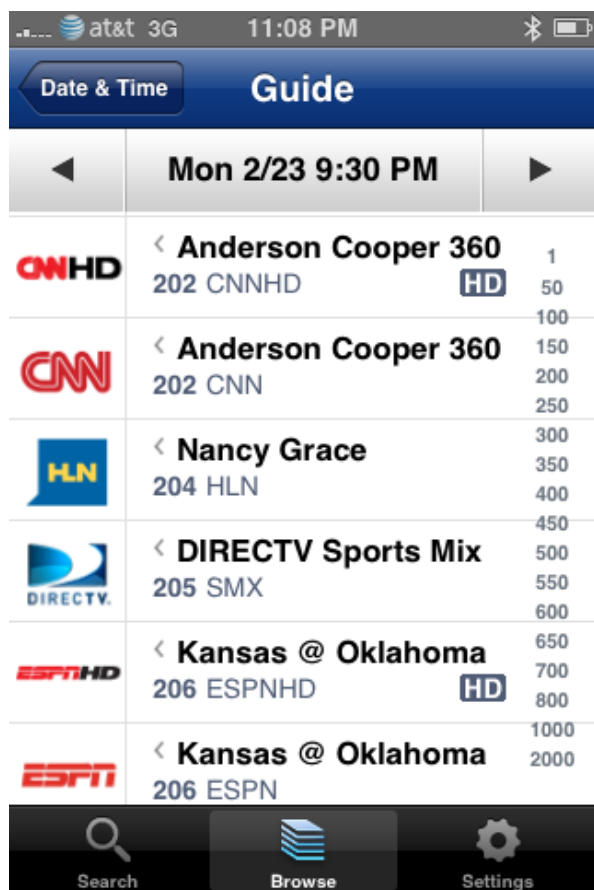 at&t 3G 11:08 PM
Date & Time Guide
Mon 2/23 9:30 PM
CNNHD Anderson Cooper 360
202 CNNHD HD
CNN Anderson Cooper 360
202 CNN
HLN Nancy Grace
204 HLN
DIRECTV Sports Mix
DIRECTV. 205 SMX
ESPNHD Kansas @ Oklahoma
206 ESPNHD HD
ESPN Kansas @ Oklahoma
206 ESPN
1
50
100
150
200
250
300
350
400
450
500
550
600
650
700
800
1000
2000
Search Browse Settings